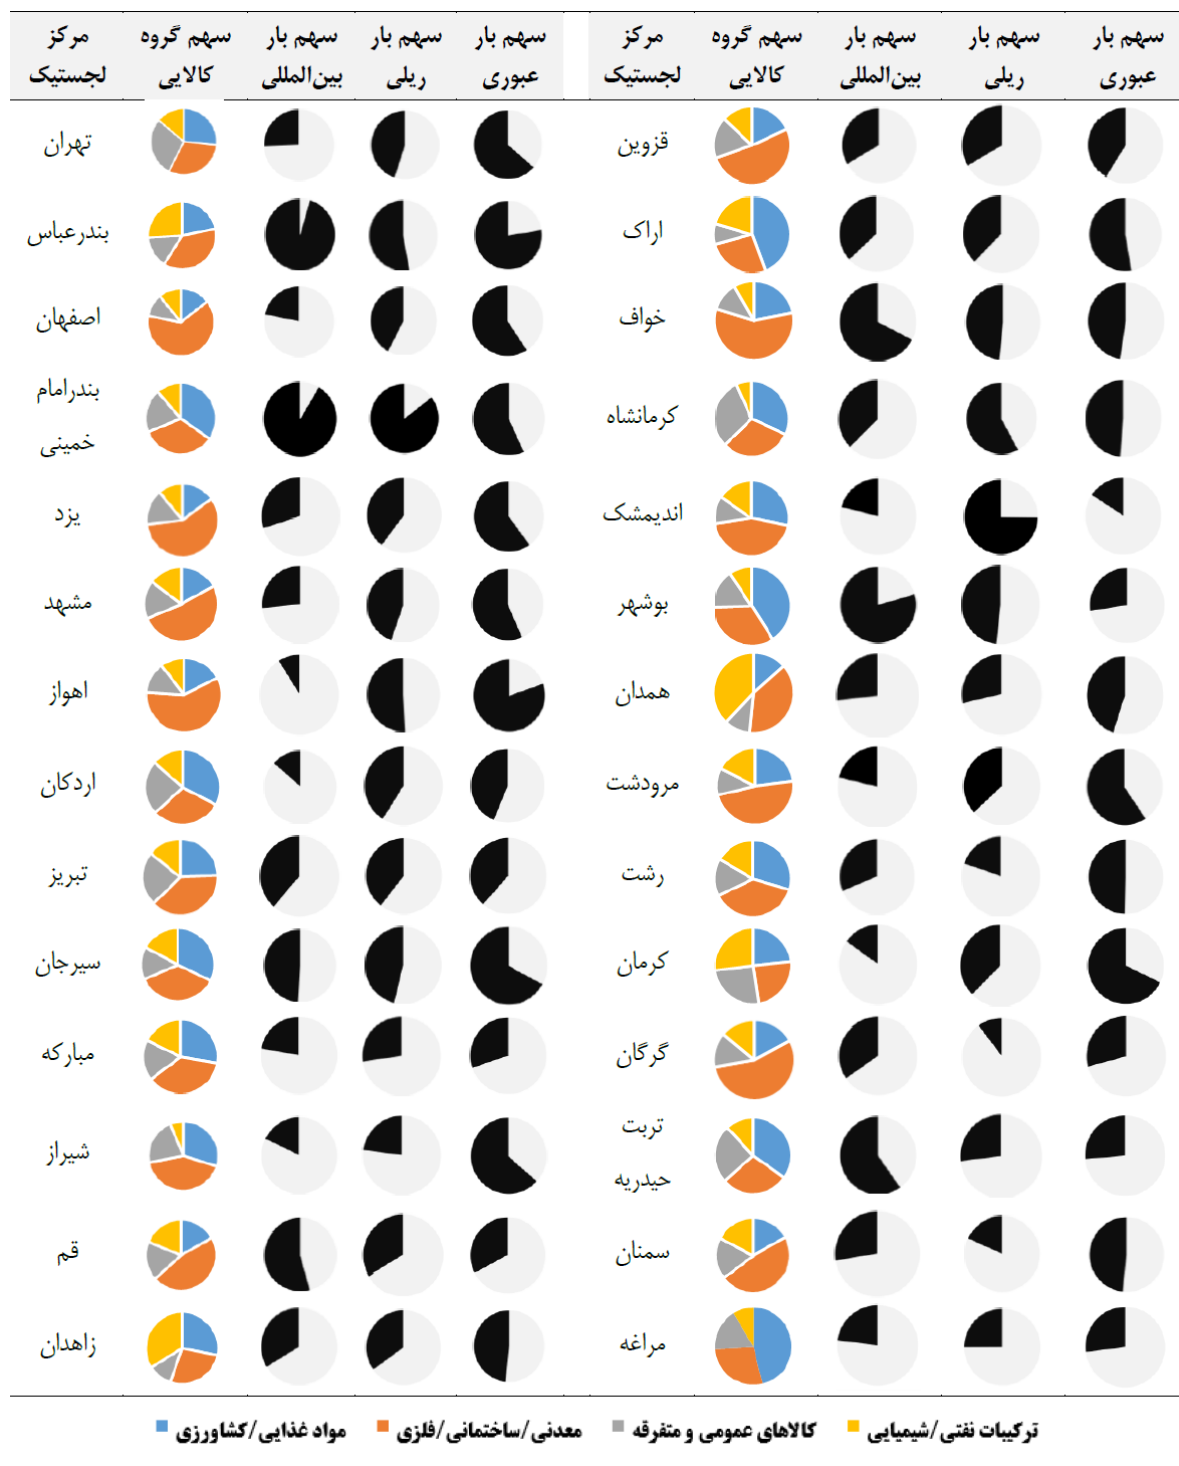 مرکز لجستیک
سهم گروه کالایی
سهم بار بین‌المللی
سهم بار ریلی
سهم بار عبوری
مرکز لجستیک
سهم گروه کالایی
سهم بار بین‌المللی
سهم بار ریلی
سهم بار عبوری
تهران
قزوین
بندرعباس
اراک
اصفهان
خواف
بندرامام
خمینی
کرمانشاه
یزد
اندیمشک
مشهد
بوشهر
اهواز
همدان
اردکان
مرودشت
تبریز
رشت
سیرجان
کرمان
مبارکه
گرگان
شیراز
تربت
حیدریه
قم
سمنان
زاهدان
مراغه
مواد غذایی/کشاورزی
معدنی/ساختمانی/فلزی
کالاهای عمومی و متفرقه
ترکیبات نفتی/شیمیایی